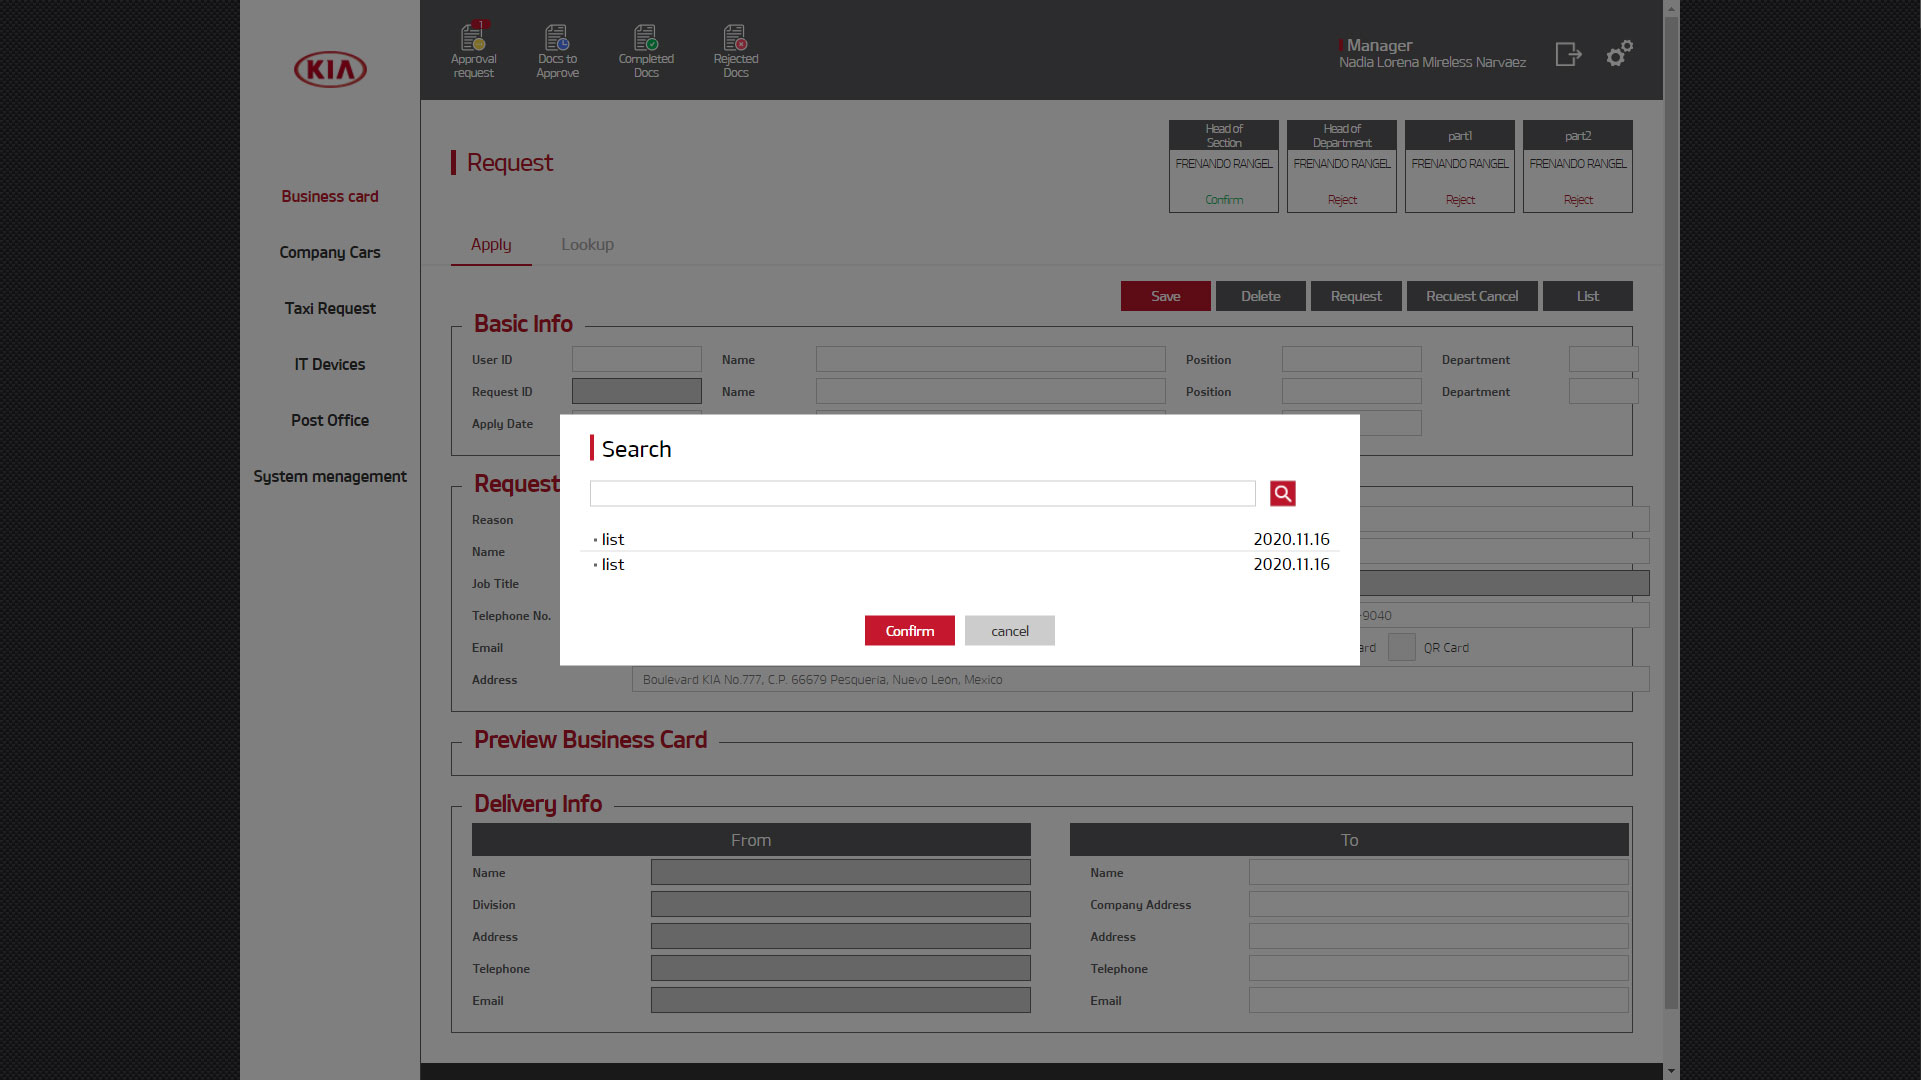 KIA
Business card
Company Cars
Taxi Request
IT Devices
Post Office
System menagement
1
Approval
request
Docs to
Approve
Completed
Docs
Rejected
Docs
Manager
Nadia Lorena Mireless Narvaez
Request
Head of
Section
FRENANDO RANGEL
Confirm
Head of
Department
FRENANDO RANGEL
Reject
part1
FRENANDO RANGEL
Reject
part2
FRENANDO RANGEL
Reject
Apply
Lookup
Save
Delete
Request
Recuest Cancel
List
Basic Info
User ID
Name
Position
Department
Request ID
Name
Position
Department
Apply Date
Request
Reason
Name
Job Title
Telephone No.
-9040
Email
ard
QR Card
Address
Boulevard KIA No.777, C.P. 66679 Pesqueria, Nuevo León, Mexico
Search
list
2020.11.16
list
2020.11.16
Confirm
cancel
Preview Business Card
Delivery Info
From
Name
Division
Address
Telephone
Email
To
Name
Company Address
Address
Telephone
Email